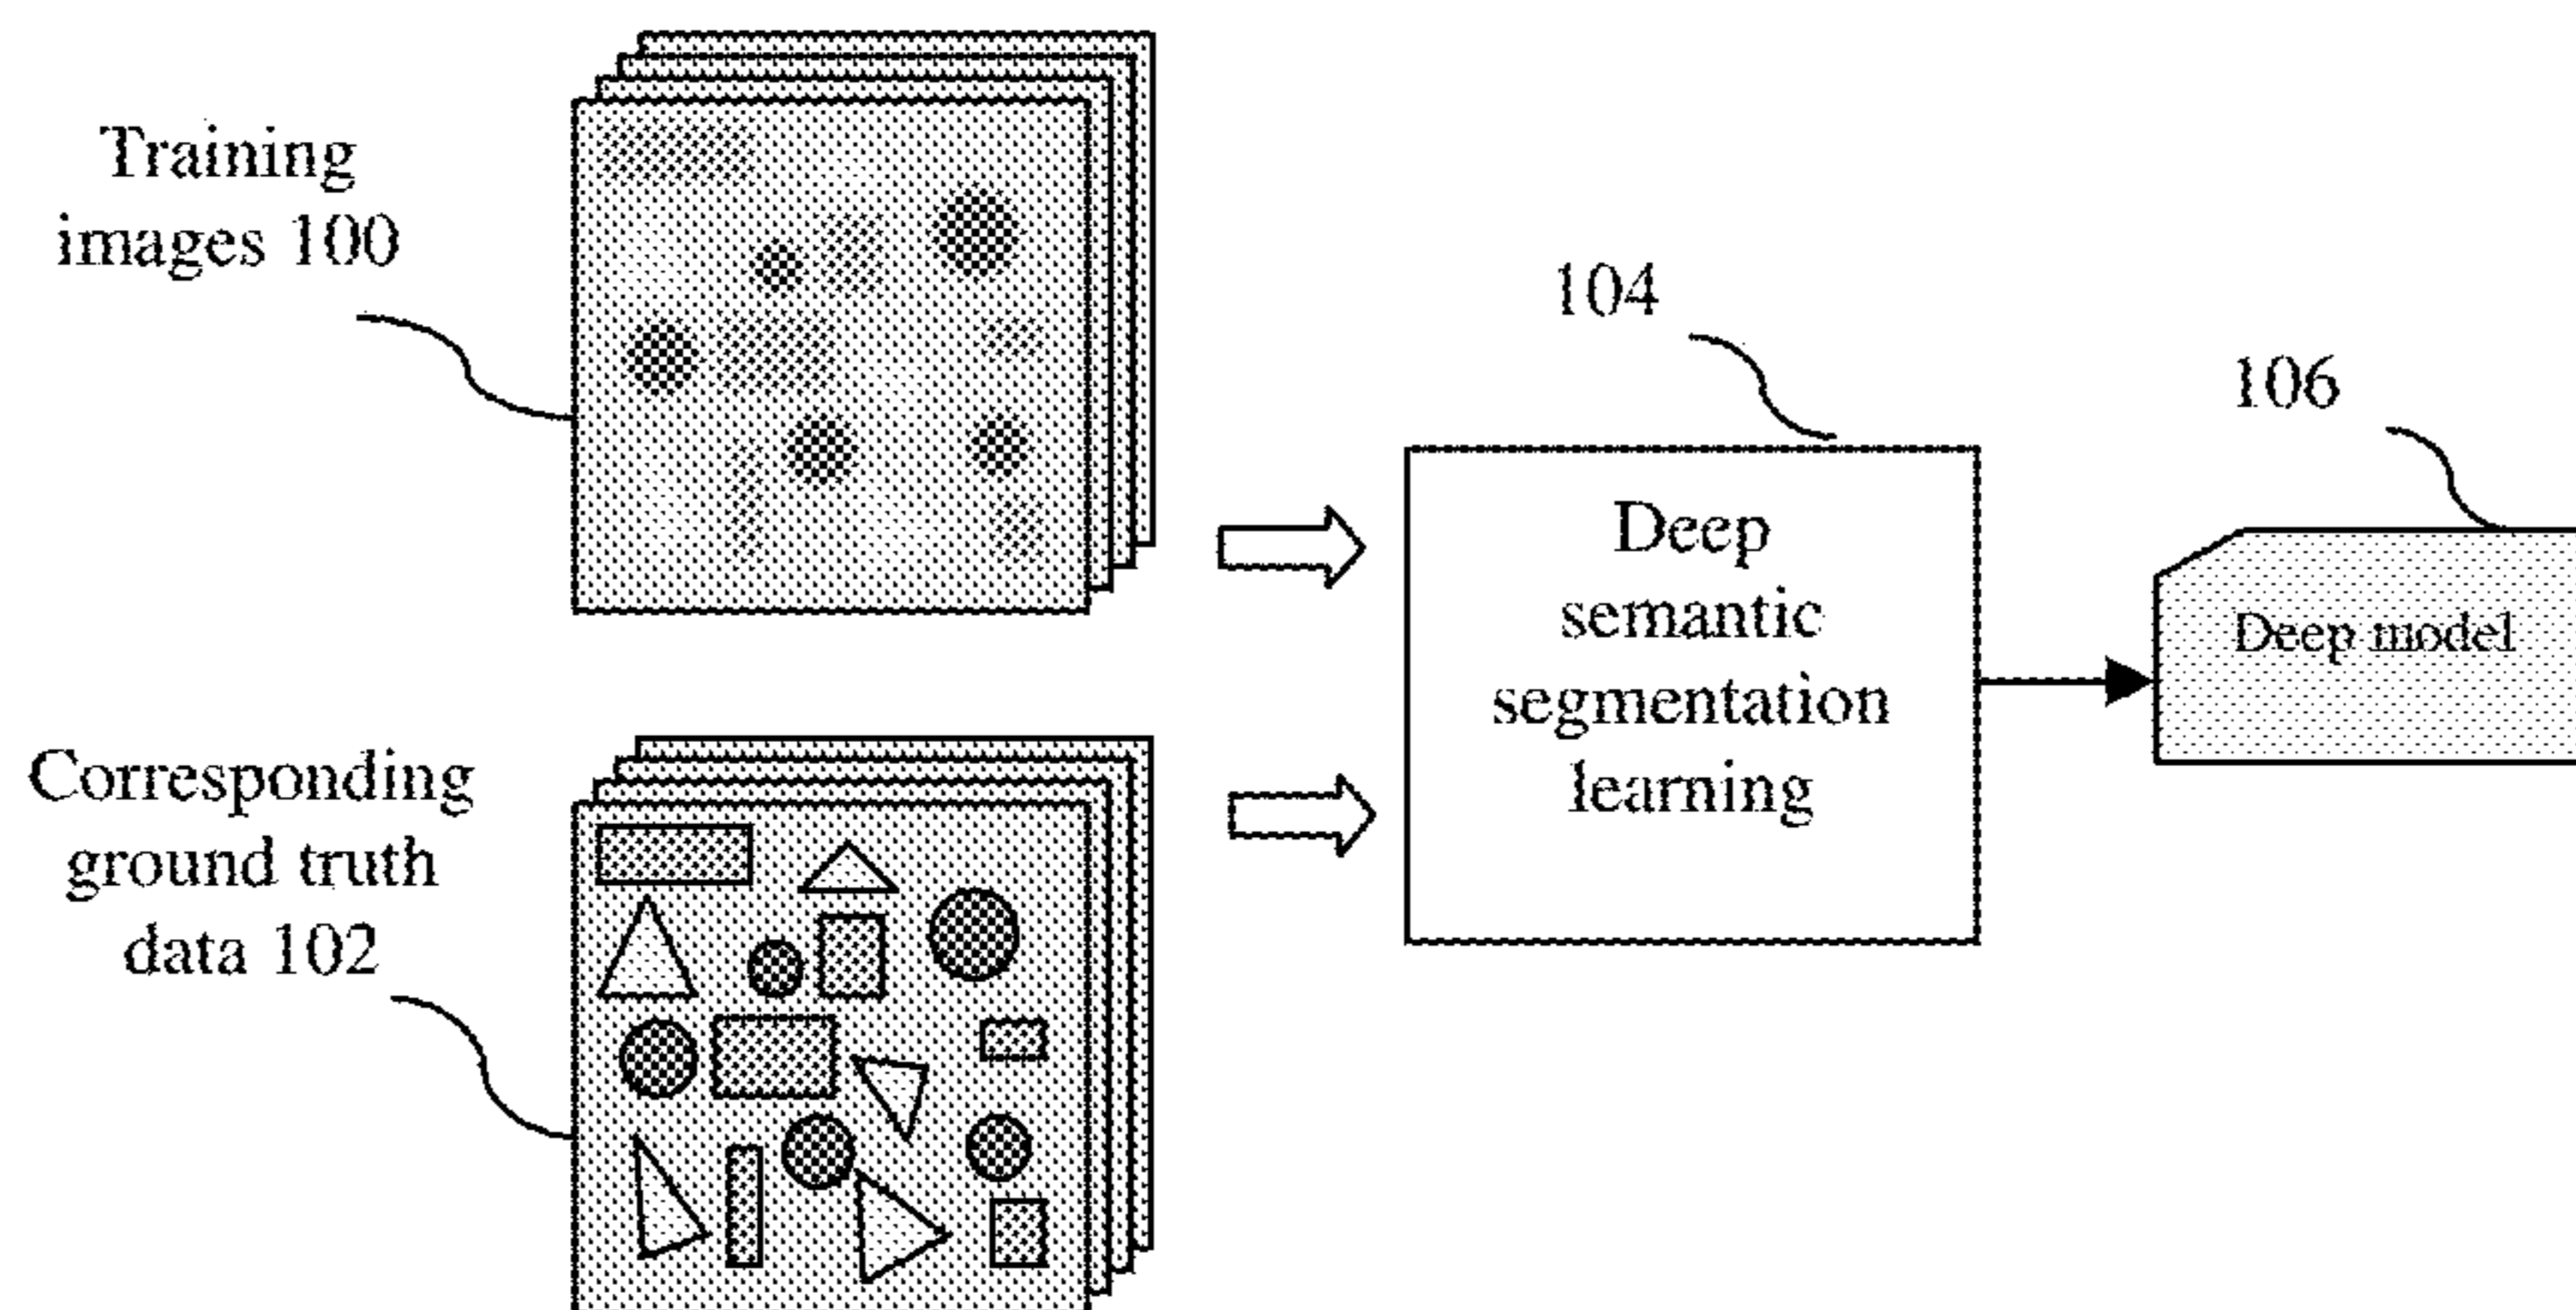 Training
images 100
104
106
Deep
semantic
segmentation
learning
Deep model
Corresponding
ground truth
data 102